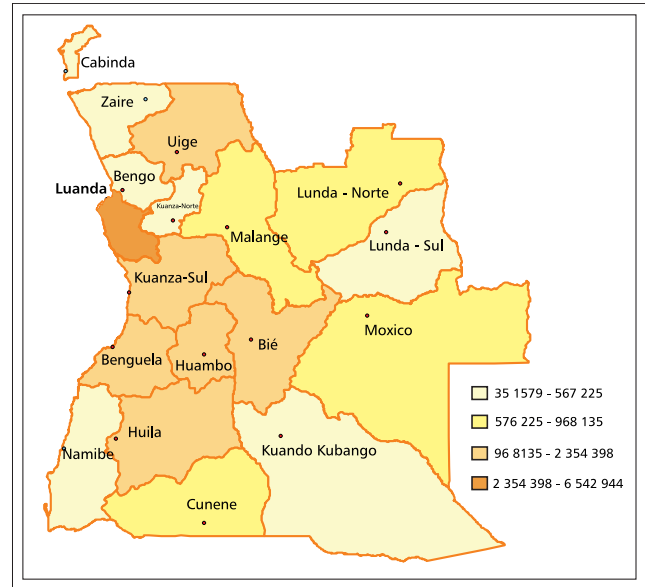 Cabinda
Zaire
Uige
Bengo
Luanda
Kuanza-Norte
Lunda - Norte
Malange
Lunda - Sul
Kuanza-Sul
Moxico
Bié
Benguela
Huambo
35 1579 - 567 225
576 225 - 968 135
Huila
Namibe
Kuando Kubango
96 8135 - 2 354 398
2 354 398 - 6 542 944
Cunene